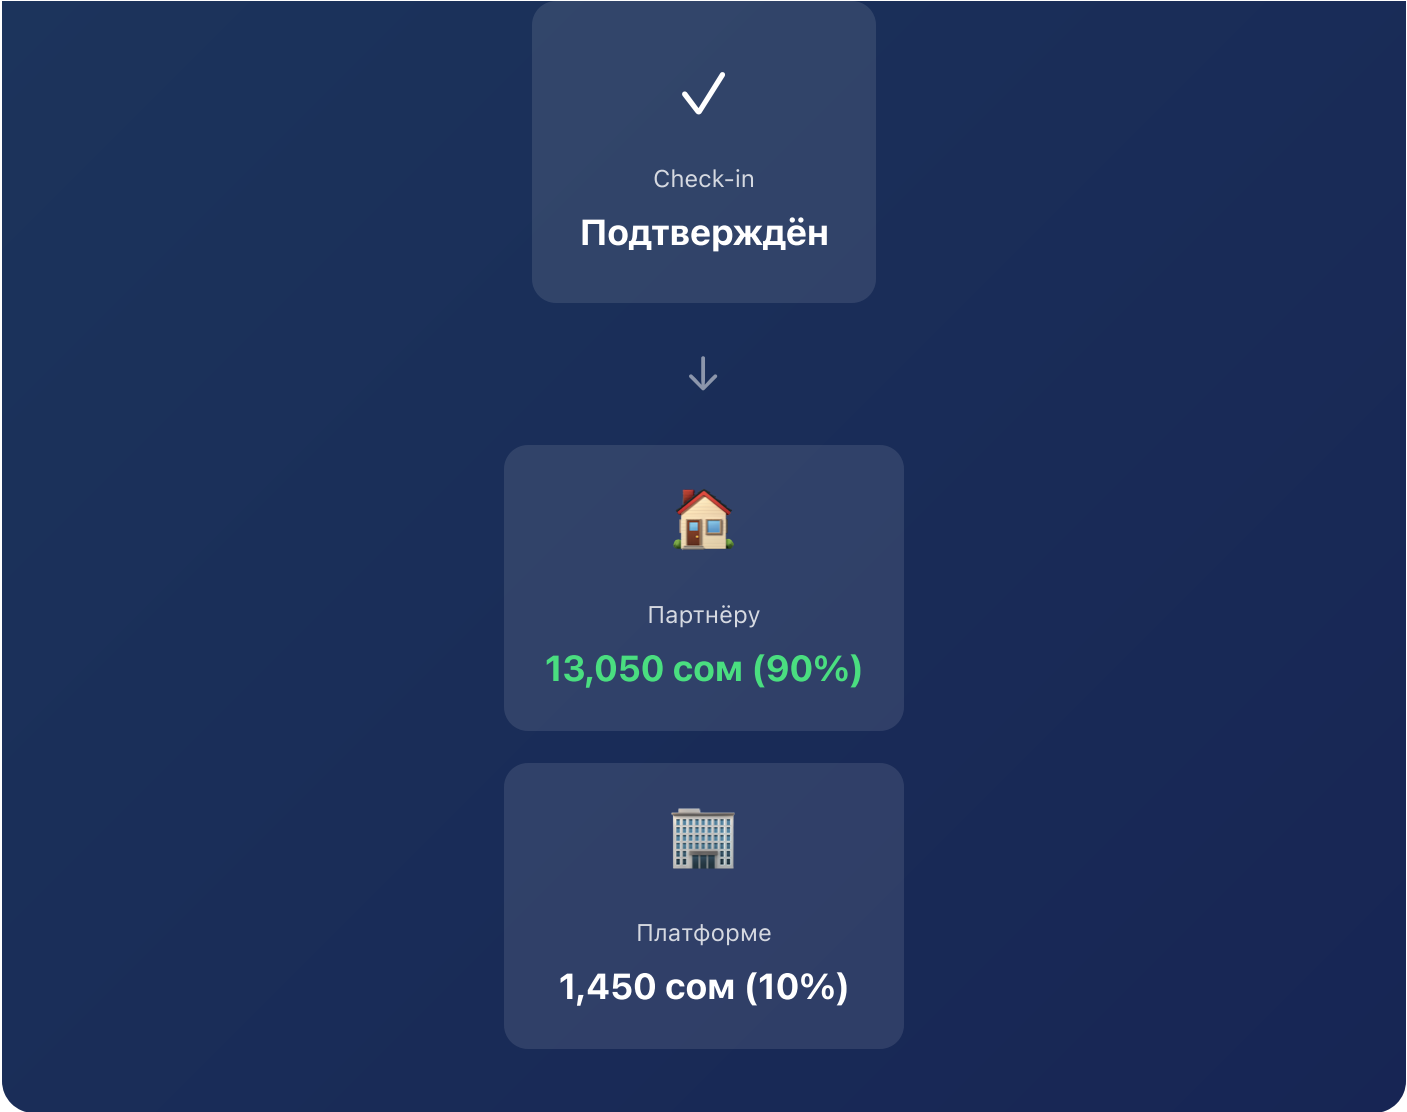 Check-in
Подтверждён
Партнёру
13,050 сом (90%)
Платформе
1,450 сом (10%)